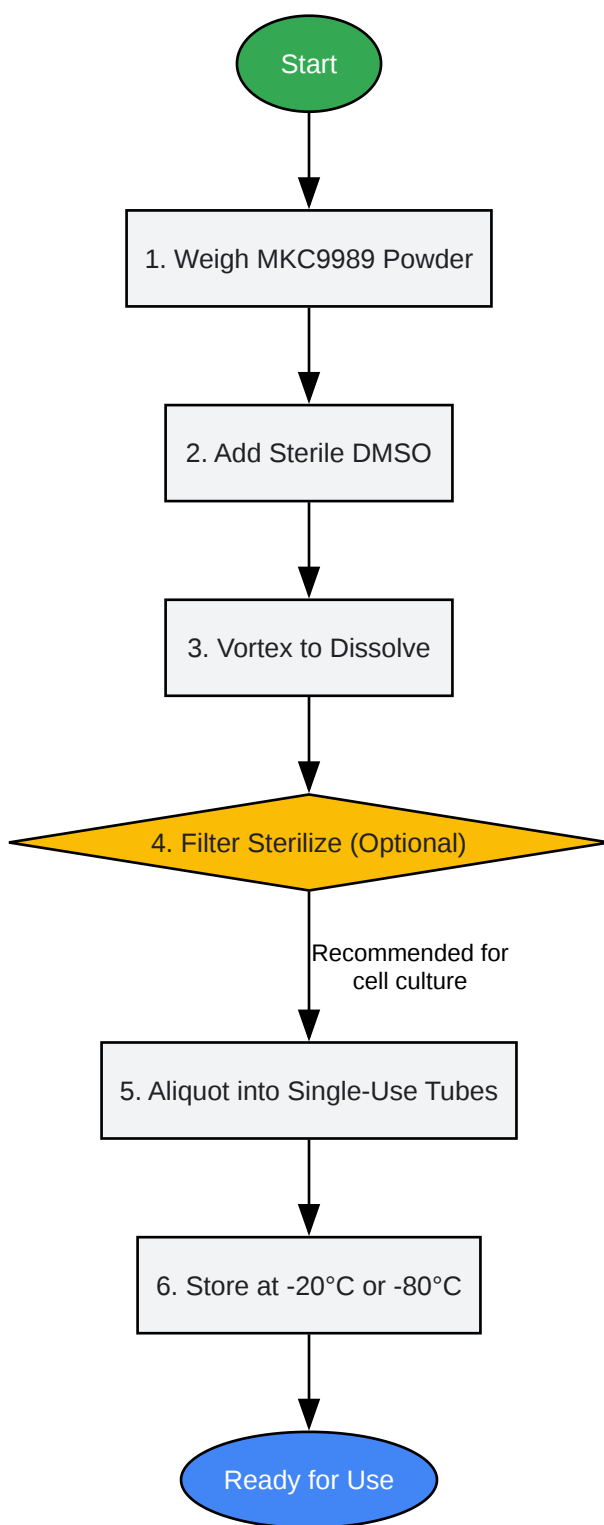 Start
1. Weigh MKC9989 Powder
2. Add Sterile DMSO
3. Vortex to Dissolve
4. Filter Sterilize (Optional)
Recommended for
cell culture
5. Aliquot into Single-Use Tubes
6. Store at -20°C or -80°C
Ready for Use